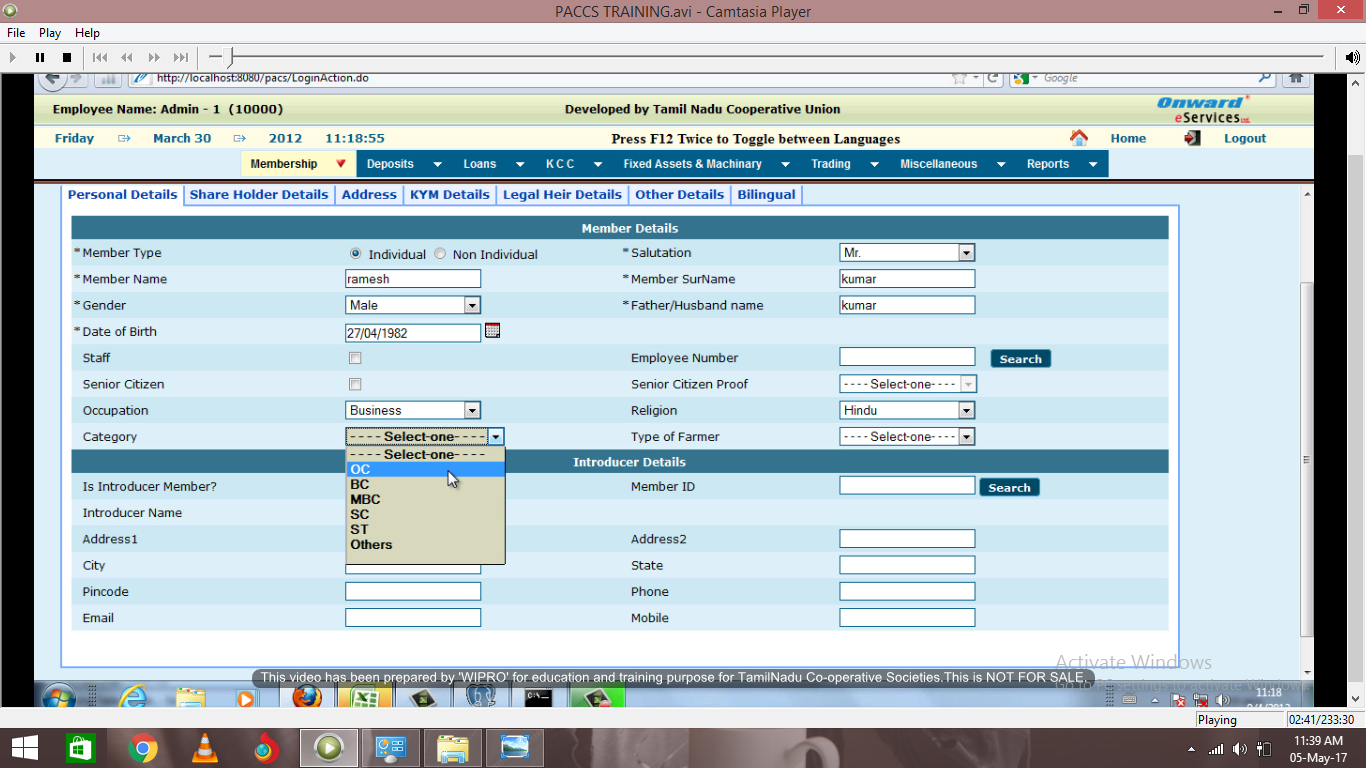 PACCS TRAINING.avi - Camtasia Player
File Play Help
http://localhost:8080/pacs/LoginAction.do
Google
Employee Name: Admin - 1 (10000)
Developed by Tamil Nadu Cooperative Union
Onward
eServices Ltd.
Friday March 30 2012 11:18:55
Press F12 Twice to Toggle between Languages
Home Logout
Membership Deposits Loans K C C Fixed Assets & Machinary Trading Miscellaneous Reports
Personal Details Share Holder Details Address KYM Details Legal Heir Details Other Details Bilingual
Member Details
* Member Type Individual Non Individual * Salutation Mr.
* Member Name ramesh * Member SurName kumar
* Gender Male * Father/Husband name kumar
* Date of Birth 27/04/1982
Staff Employee Number Search
Senior Citizen Senior Citizen Proof ----Select-one----
Occupation Business Religion Hindu
Category ---- Select-one---- Type of Farmer ----Select-one----
---- Select-one----
OC
BC
MBC
SC
ST
Others
Introducer Details
Is Introducer Member? Member ID Search
Introducer Name
Address1 Address2
City State
Pincode Phone
Email Mobile
Activate Windows
This video has been prepared by 'WIPRO' for education and training purpose for TamilNadu Co-operative Societies.This is NOT FOR SALE.
11:18
Playing 02:41/233:30
11:39 AM
05-May-17